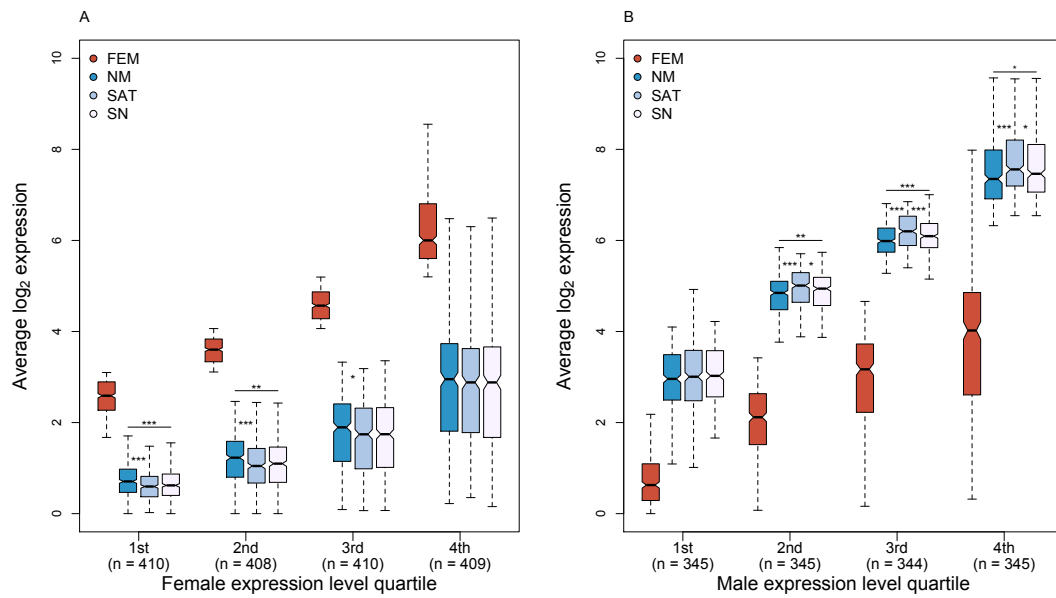 A
FEM
NM
SAT
SN
10
8
6
4
2
0
Average log₂ expression
***
***
**
***
*
1st
2nd
3rd
4th
(n = 410)
(n = 408)
(n = 410)
(n = 409)
Female expression level quartile
B
FEM
NM
SAT
SN
10
8
6
4
2
0
Average log₂ expression
*
*** *
***
*** ***
**
*** *
1st
2nd
3rd
4th
(n = 345)
(n = 345)
(n = 344)
(n = 345)
Male expression level quartile